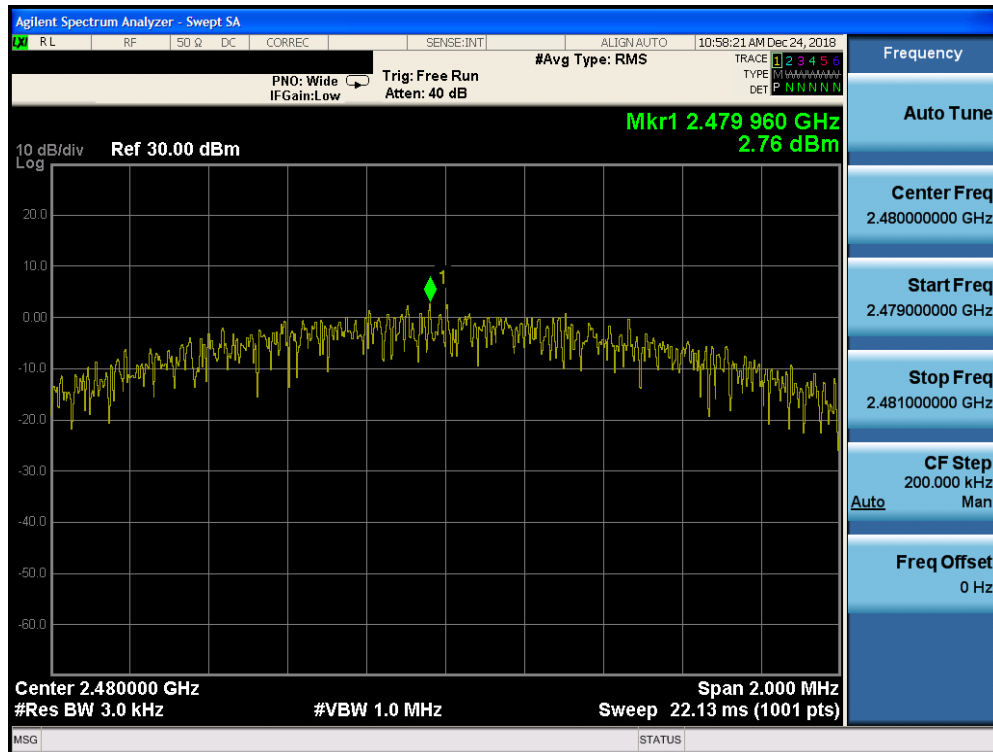 Agilent Spectrum Analyzer - Swept SA
LXI RL RF 50 Ω DC CORREC SENSE:INT ALIGNAUTO 10:58:21 AM Dec 24, 2018
#Avg Type: RMS
TRACE 1 2 3 4 5 6
PNO: Wide Trig: Free Run
TYPE M
IFGain:Low Atten: 40 dB
DET P N N N N N
Frequency
Mkr1 2.479 960 GHz
2.76 dBm
10 dB/div Ref 30.00 dBm
Log
20.0
10.0
1
0.00
-10.0
-20.0
-30.0
-40.0
-50.0
-60.0
Center 2.480000 GHz Span 2.000 MHz
#Res BW 3.0 kHz #VBW 1.0 MHz Sweep 22.13 ms (1001 pts)
Auto Tune
Center Freq
2.480000000 GHz
Start Freq
2.479000000 GHz
Stop Freq
2.481000000 GHz
CF Step
200.000 kHz
Auto Man
Freq Offset
0 Hz
MSG STATUS